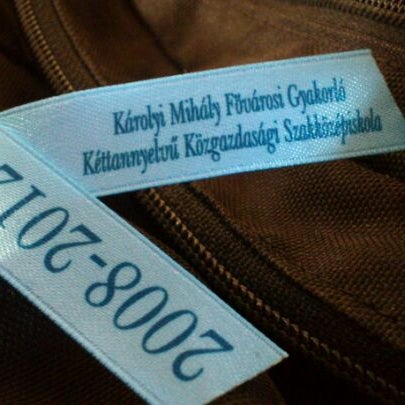 Károlyi Mihály Fővárosi Gyakorló
Kéttannyelvű Közgazdasági Szakközépiskola
2008-2012